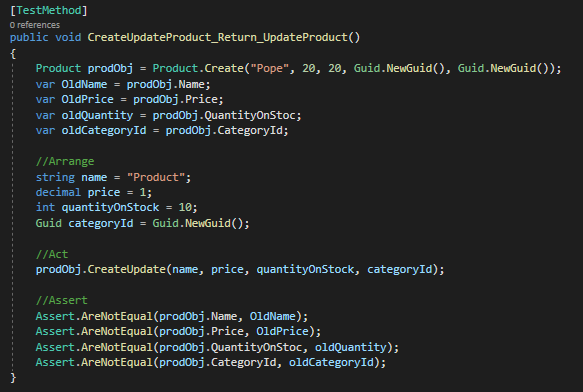 [TestMethod]
0 references
public void CreateUpdateProduct_Return_UpdateProduct()
{
Product prodObj = Product.Create("Pope", 20, 20, Guid.NewGuid(), Guid.NewGuid());
var OldName = prodObj.Name;
var OldPrice = prodObj.Price;
var oldQuantity = prodObj.QuantityOnStoc;
var oldCategoryId = prodObj.CategoryId;
//Arrange
string name = "Product";
decimal price = 1;
int quantityOnStock = 10;
Guid categoryId = Guid.NewGuid();
//Act
prodObj.CreateUpdate(name, price, quantityOnStock, categoryId);
//Assert
Assert.AreNotEqual(prodObj.Name, OldName);
Assert.AreNotEqual(prodObj.Price, OldPrice);
Assert.AreNotEqual(prodObj.QuantityOnStoc, oldQuantity);
Assert.AreNotEqual(prodObj.CategoryId, oldCategoryId);
}